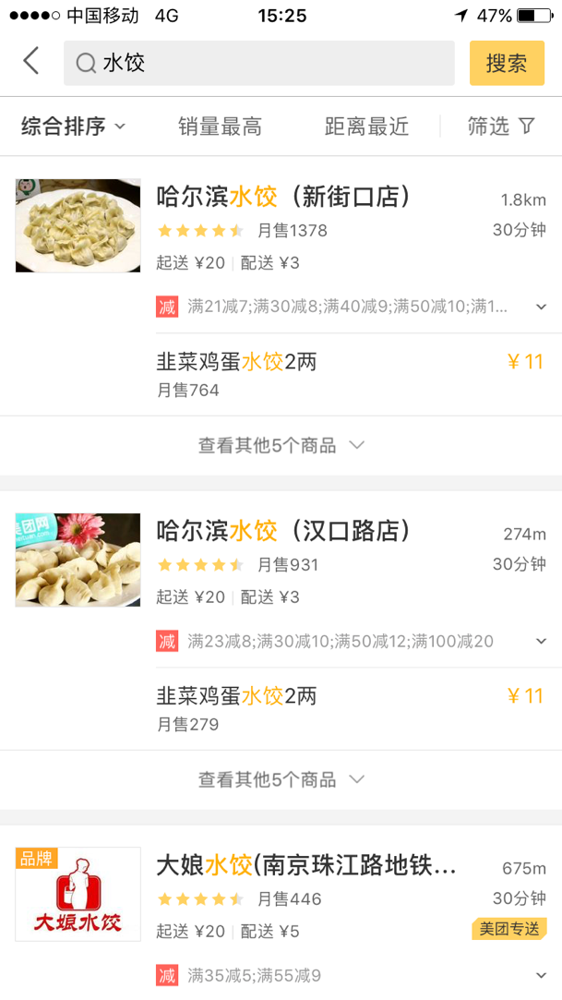 中国移动 4G 15:25 47%
水饺 搜索
综合排序 销量最高 距离最近 筛选
哈尔滨水饺（新街口店） 1.8km
月售1378 30分钟
起送 ¥20 配送 ¥3
减 满21减7;满30减8;满40减9;满50减10;满1...
韭菜鸡蛋水饺2两 ¥11
月售764
查看其他5个商品
美团网
哈尔滨水饺（汉口路店） 274m
月售931 30分钟
起送 ¥20 配送 ¥3
减 满23减8;满30减10;满50减12;满100减20
韭菜鸡蛋水饺2两 ¥11
月售279
查看其他5个商品
品牌
大娘水饺
大娘水饺(南京珠江路地铁... 675m
月售446 30分钟
起送 ¥20 配送 ¥5 美团专送
减 满35减5;满55减9